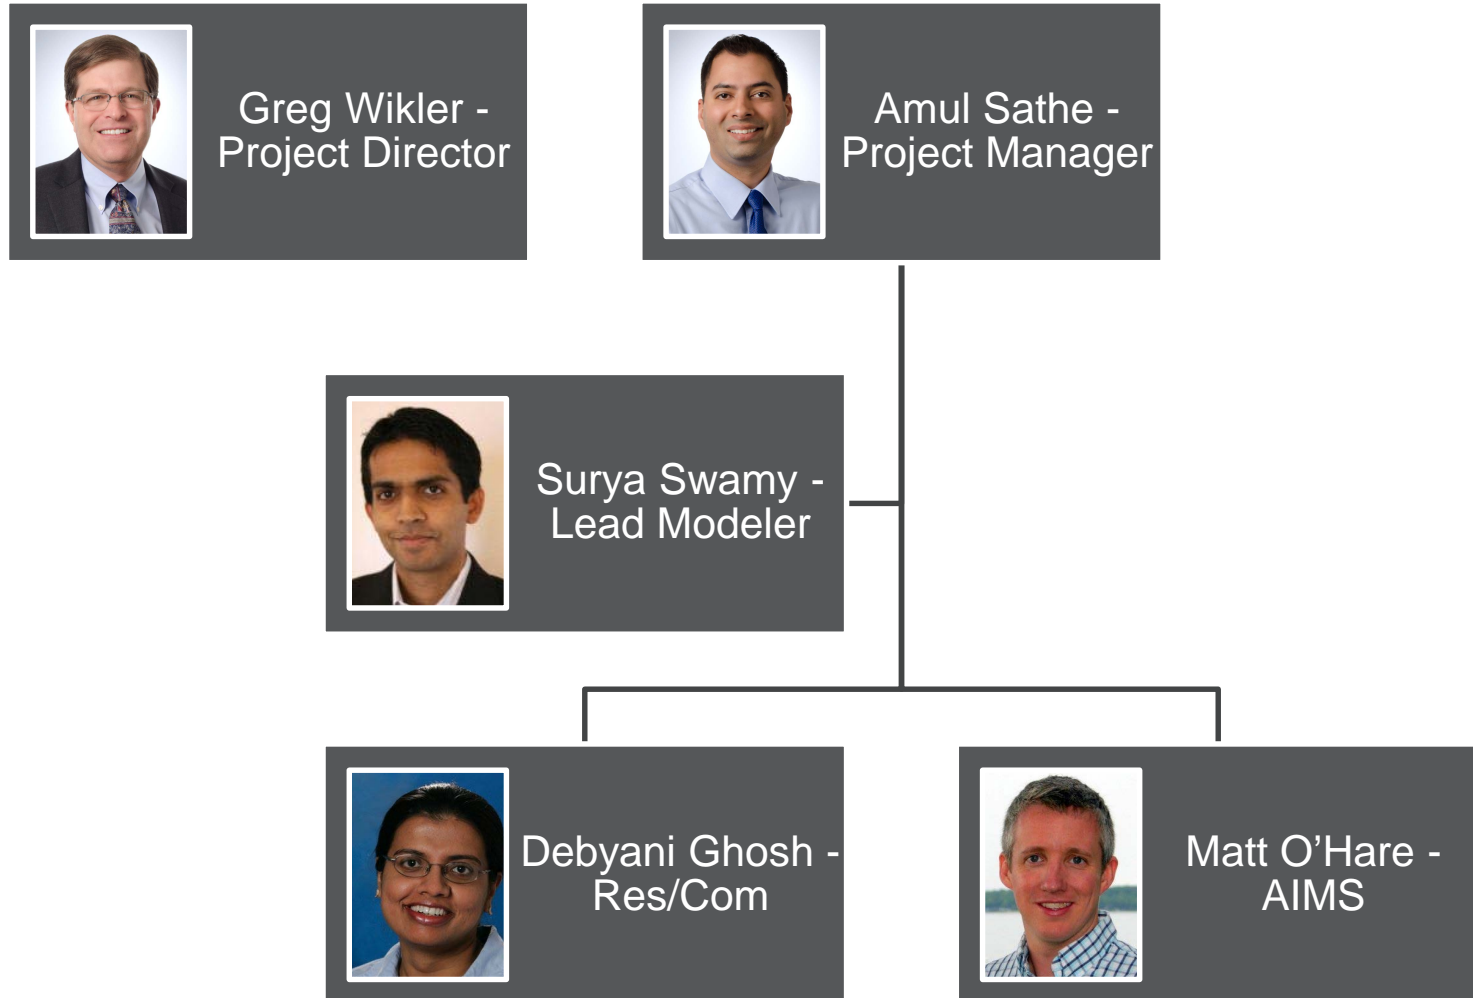 Greg Wikler -
Project Director
Amul Sathe -
Project Manager
Surya Swamy -
Lead Modeler
Debyani Ghosh -
Res/Com
Matt O’Hare -
AIMS